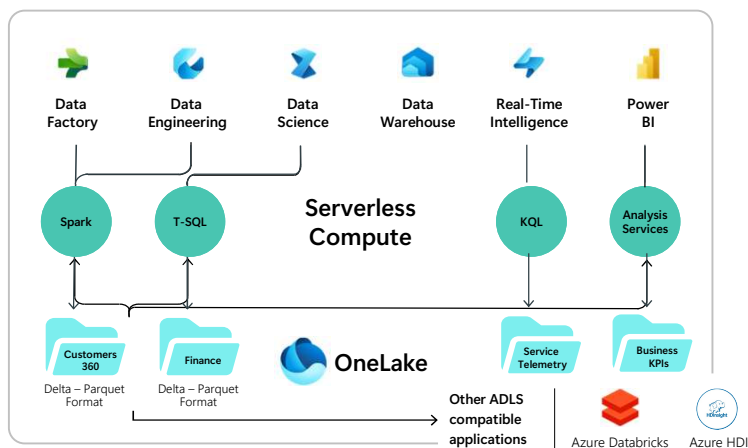 Data
Factory
Data
Engineering
Data
Science
Data
Warehouse
Real-Time
Intelligence
Power
BI
Spark
T-SQL
Serverless
Compute
KQL
Analysis
Services
Customers
360
Finance
OneLake
Service
Telemetry
Business
KPIs
Delta – Parquet
Format
Delta – Parquet
Format
Other ADLS
compatible
applications
HDInsight
Azure Databricks
Azure HDI